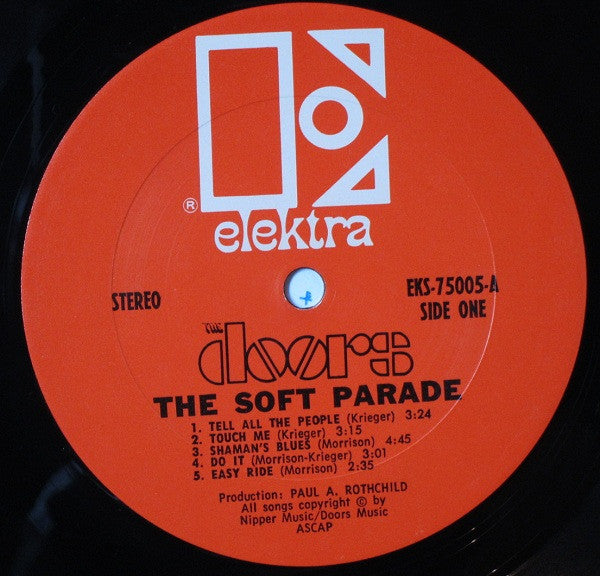 ®
elektra
STEREO
EKS-75005-A
SIDE ONE
THE
doors
THE SOFT PARADE
1. TELL ALL THE PEOPLE (Krieger) 3:24
2. TOUCH ME (Krieger) 3:15
3. SHAMAN'S BLUES (Morrison) 4:45
4. DO IT (Morrison-Krieger) 3:01
5. EASY RIDE (Morrison) 2:35
Production: PAUL A. ROTHCHILD
All songs copyright © by
Nipper Music/Doors Music
ASCAP